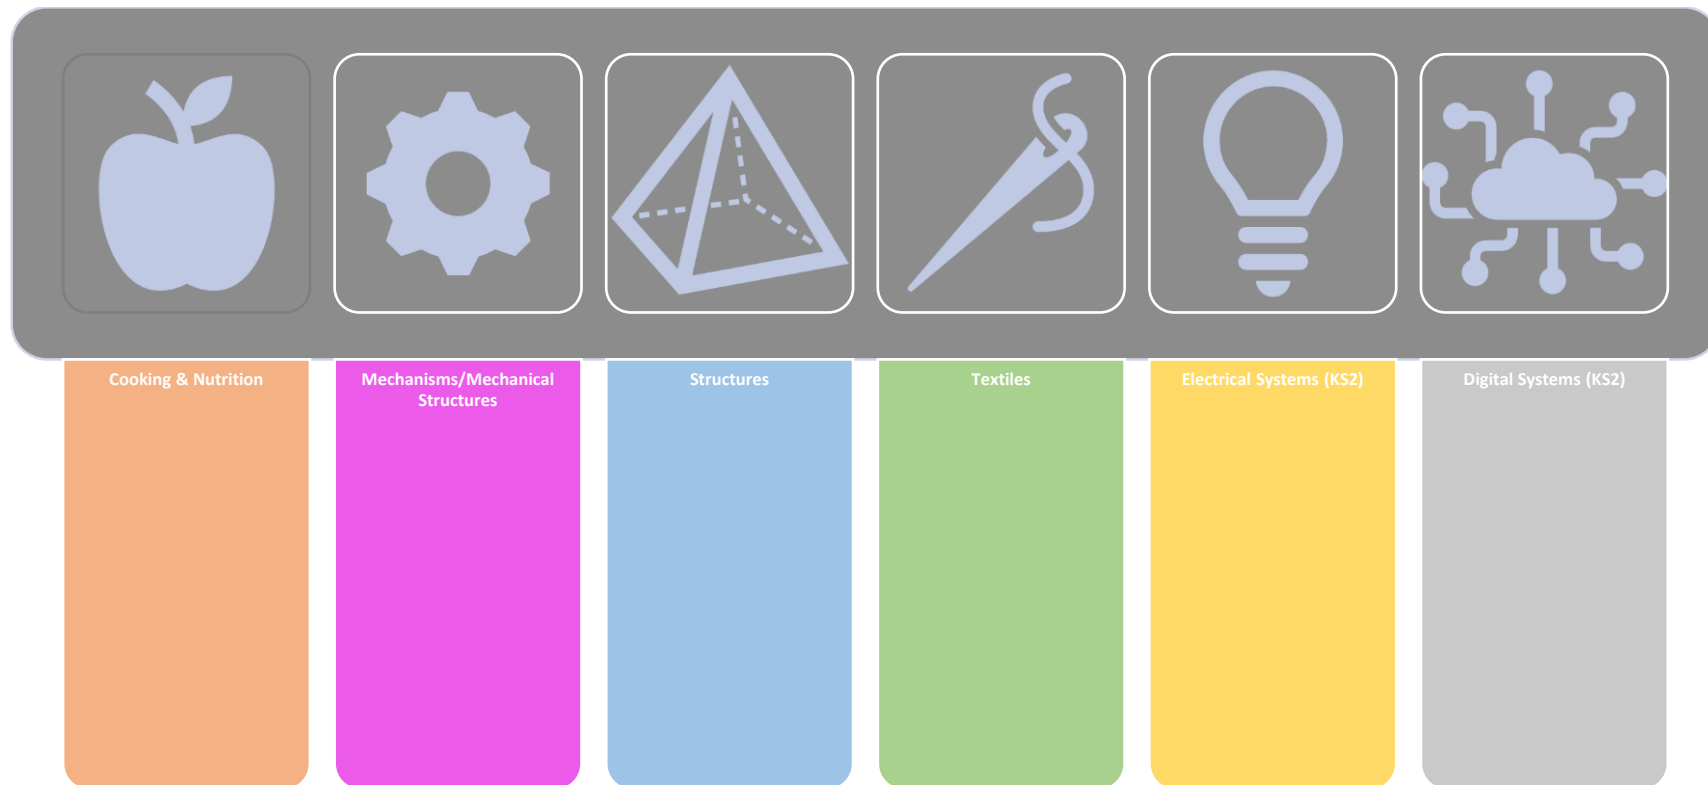 Cooking & Nutrition
Mechanisms/Mechanical
Structures
Structures
Textiles
Electrical Systems (KS2)
Digital Systems (KS2)